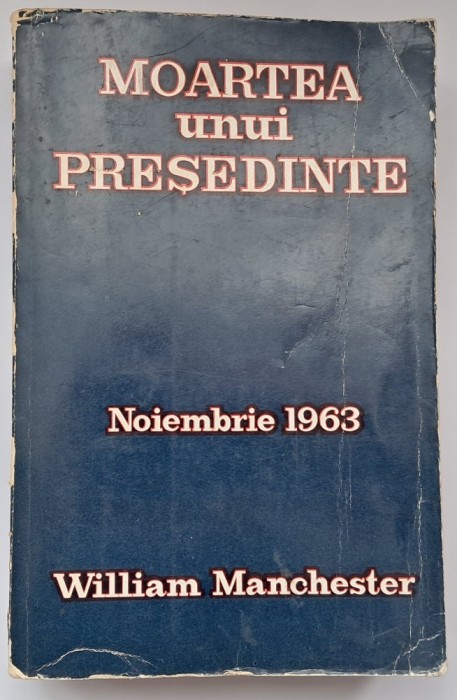 MOARTEA
unui
PREȘEDINTE
Noiembrie 1963
William Manchester